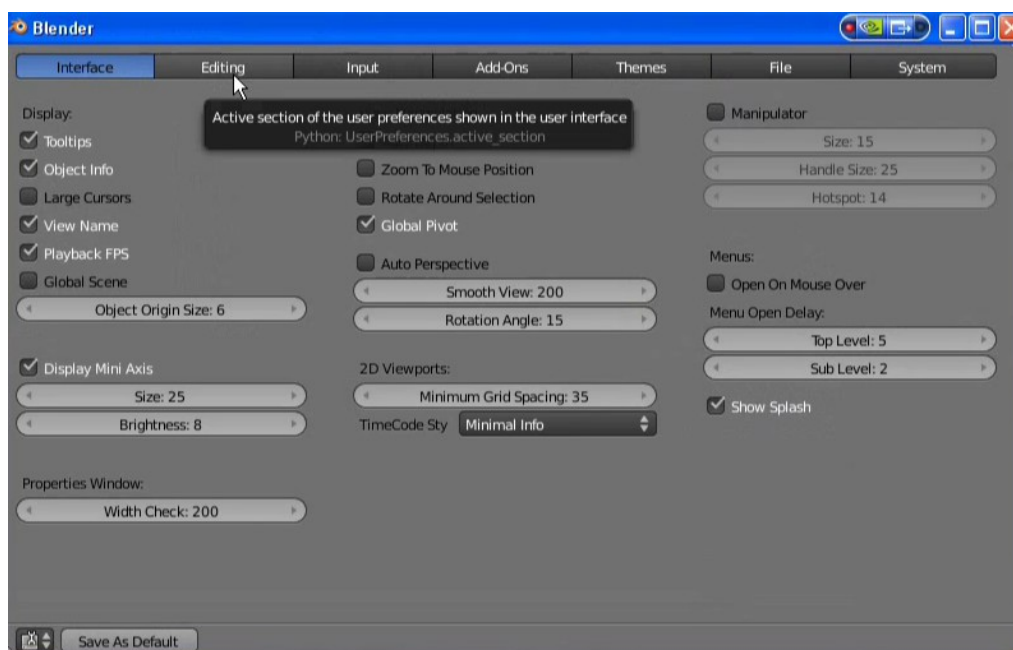 Blender
Interface
Editing
Input
Add-Ons
Themes
File
System
Active section of the user preferences shown in the user interface
Python: UserPreferences.active_section
Display:
Tooltips
Object Info
Large Cursors
View Name
Playback FPS
Global Scene
Object Origin Size: 6
Display Mini Axis
Size: 25
Brightness: 8
Properties Window:
Width Check: 200
Zoom To Mouse Position
Rotate Around Selection
Global Pivot
Auto Perspective
Smooth View: 200
Rotation Angle: 15
2D Viewports:
Minimum Grid Spacing: 35
TimeCode Sty
Minimal Info
Manipulator
Size: 15
Handle Size: 25
Hotspot: 14
Menus:
Open On Mouse Over
Menu Open Delay:
Top Level: 5
Sub Level: 2
Show Splash
Save As Default